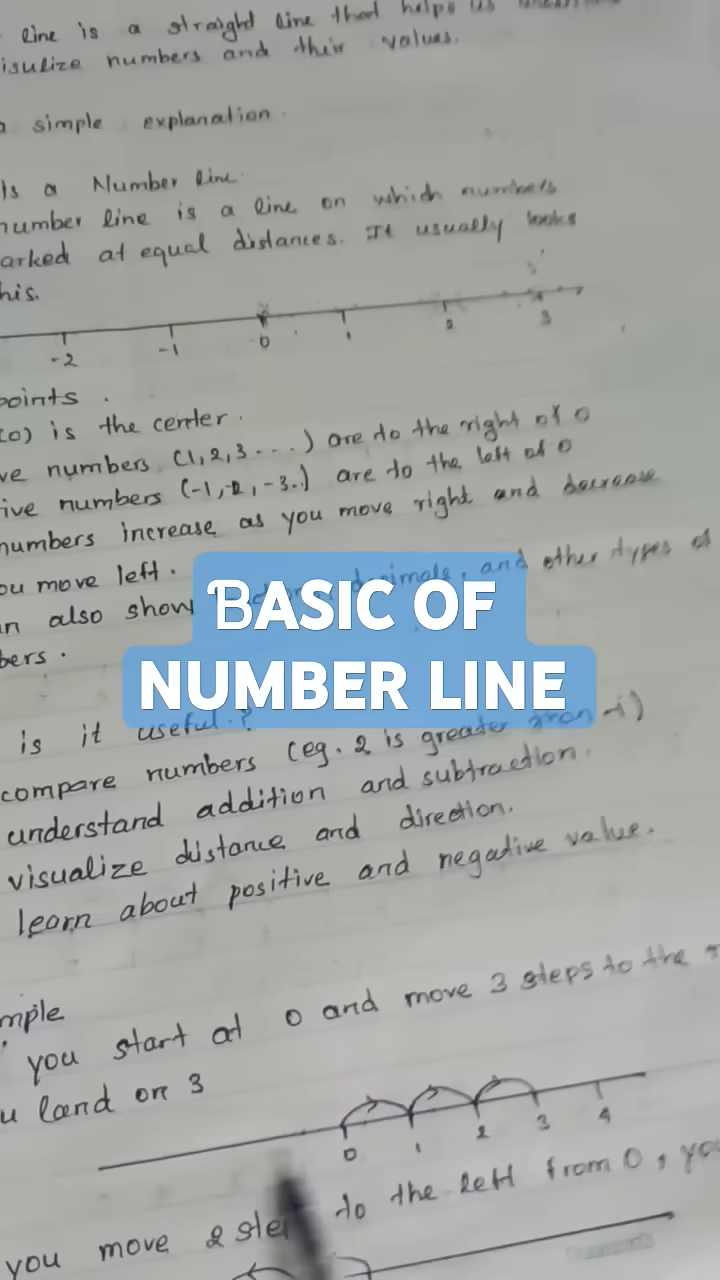 line is a straight line that helps us
isulize numbers and their values.
simple explanation.
Is a Number line
number line is a line on which numbers
arked at equal distances. It usually looks
his.
-2 -1 0 1 2 3
points.
(0) is the center.
ve numbers (1,2,3...) are to the right of 0
ive numbers (-1,-2,-3..) are to the left of 0
numbers increase as you move right and decrease
ou move left.
n also show decimals, and other types of
bers.
BASIC OF
NUMBER LINE
is it useful?
compare numbers (eg. 2 is greater than -1)
understand addition and subtraction.
visualize distance and direction.
learn about positive and negative value.
mple
you start at 0 and move 3 steps to the
u land on 3
0 1 2 3 4
you move 2 ste to the left from 0, you